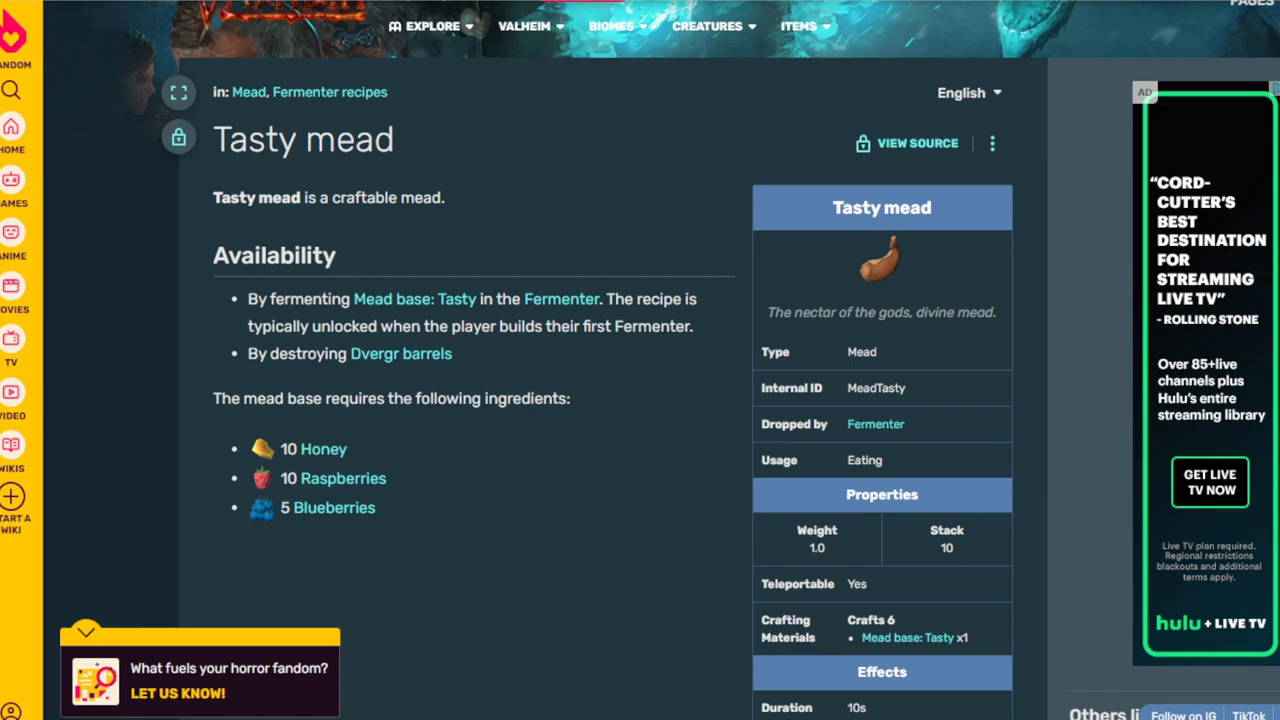 PAGES
EXPLORE
VALHEIM
BIOMES
CREATURES
ITEMS
ANDOM
HOME
AMES
ANIME
OVIES
TV
VIDEO
WIKIS
TART A
WIKI
in: Mead, Fermenter recipes
English
Tasty mead
VIEW SOURCE
Tasty mead is a craftable mead.
Availability
• By fermenting Mead base: Tasty in the Fermenter. The recipe is
typically unlocked when the player builds their first Fermenter.
• By destroying Dvergr barrels
The mead base requires the following ingredients:
• 10 Honey
• 10 Raspberries
• 5 Blueberries
Tasty mead
The nectar of the gods, divine mead.
Type Mead
Internal ID MeadTasty
Dropped by Fermenter
Usage Eating
Properties
Weight Stack
1.0 10
Teleportable Yes
Crafting Crafts 6
Materials • Mead base: Tasty x1
Effects
Duration 10s
What fuels your horror fandom?
LET US KNOW!
AD
“CORD-
CUTTER’S
BEST
DESTINATION
FOR
STREAMING
LIVE TV”
- ROLLING STONE
Over 85+live
channels plus
Hulu’s entire
streaming library
GET LIVE
TV NOW
Live TV plan required.
Regional restrictions
blackouts and additional
terms apply.
hulu + LIVE TV
Others li
Follow on IG
TikTok